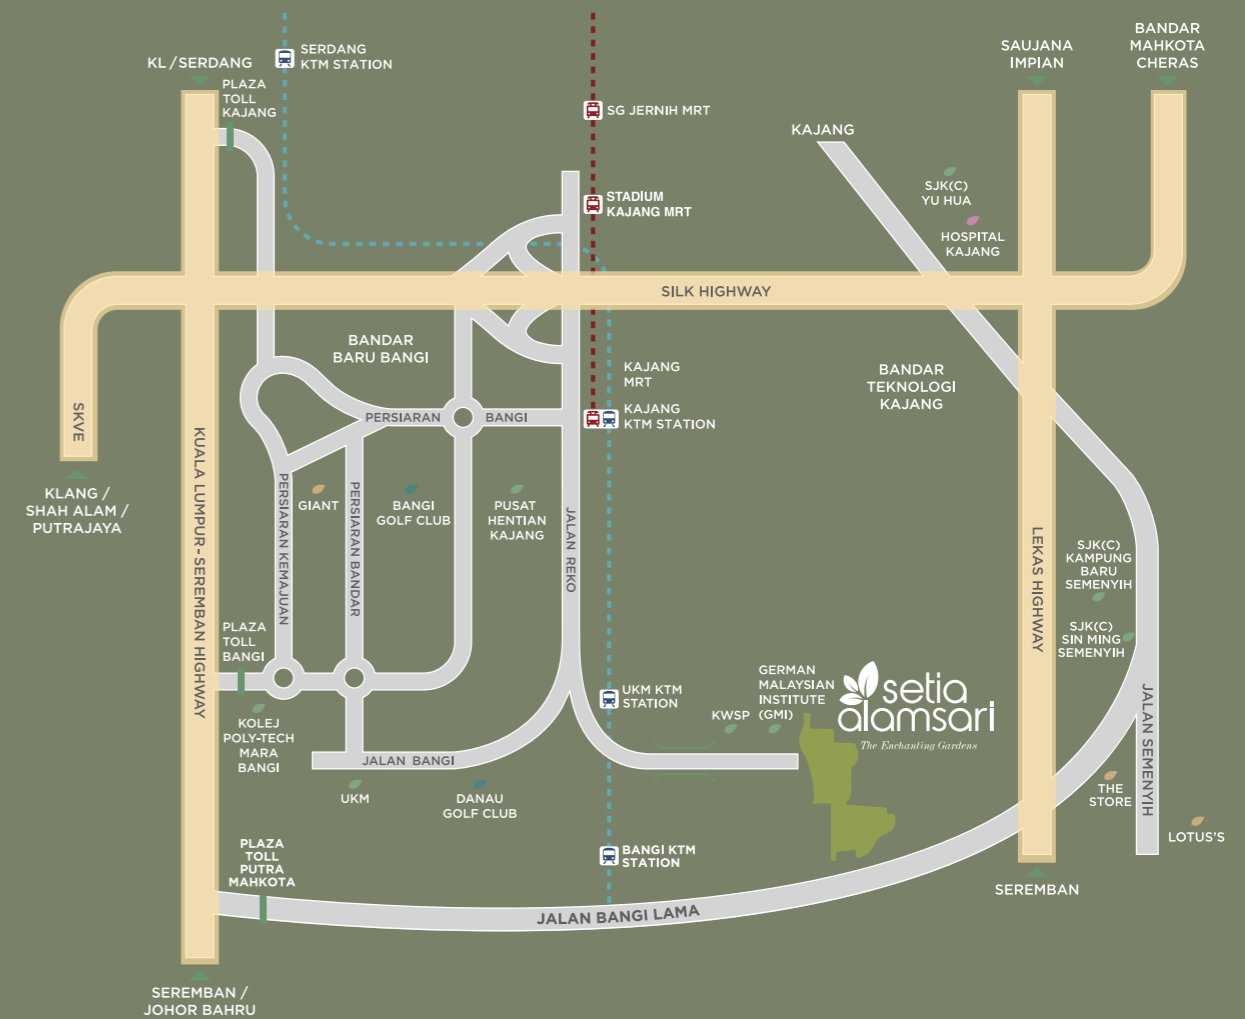 BANDAR
MAHKOTA
CHERAS
SAUJANA
IMPIAN
SERDANG
KTM STATION
KL / SERDANG
PLAZA
TOLL
KAJANG
SG JERNIH MRT
KAJANG
SJK(C)
YU HUA
STADIUM
KAJANG MRT
HOSPITAL
KAJANG
SILK HIGHWAY
BANDAR
BARU BANGI
KAJANG
MRT
BANDAR
TEKNOLOGI
KAJANG
SKVE
PERSIARAN
BANGI
KAJANG
KTM STATION
KLANG /
SHAH ALAM /
PUTRAJAYA
KUALA LUMPUR - SEREMBAN HIGHWAY
PERSIARAN KEMAJUAN
GIANT
PERSIARAN BANDAR
BANGI
GOLF CLUB
PUSAT
HENTIAN
KAJANG
JALAN REKO
LEKAS HIGHWAY
SJK(C)
KAMPUNG
BARU
SEMENYIH
SJK(C)
SIN MING
SEMENYIH
PLAZA
TOLL
BANGI
UKM KTM
STATION
GERMAN
MALAYSIAN
INSTITUTE
(GMI)
KWSP
setia
alamsari
The Enchanting Gardens
JALAN SEMENYIH
KOLEJ
POLY-TECH
MARA
BANGI
JALAN BANGI
UKM
DANAU
GOLF CLUB
THE
STORE
LOTUS'S
PLAZA
TOLL
PUTRA
MAHKOTA
BANGI KTM
STATION
SEREMBAN
JALAN BANGI LAMA
SEREMBAN /
JOHOR BAHRU